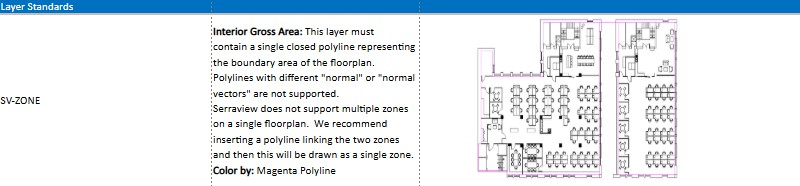 Layer Standards
SV-ZONE
Interior Gross Area: This layer must
contain a single closed polyline representing
the boundary area of the floorplan.
Polylines with different "normal" or "normal
vectors" are not supported.
Serraview does not support multiple zones
on a single floorplan.  We recommend
inserting a polyline linking the two zones
and then this will be drawn as a single zone.
Color by: Magenta Polyline